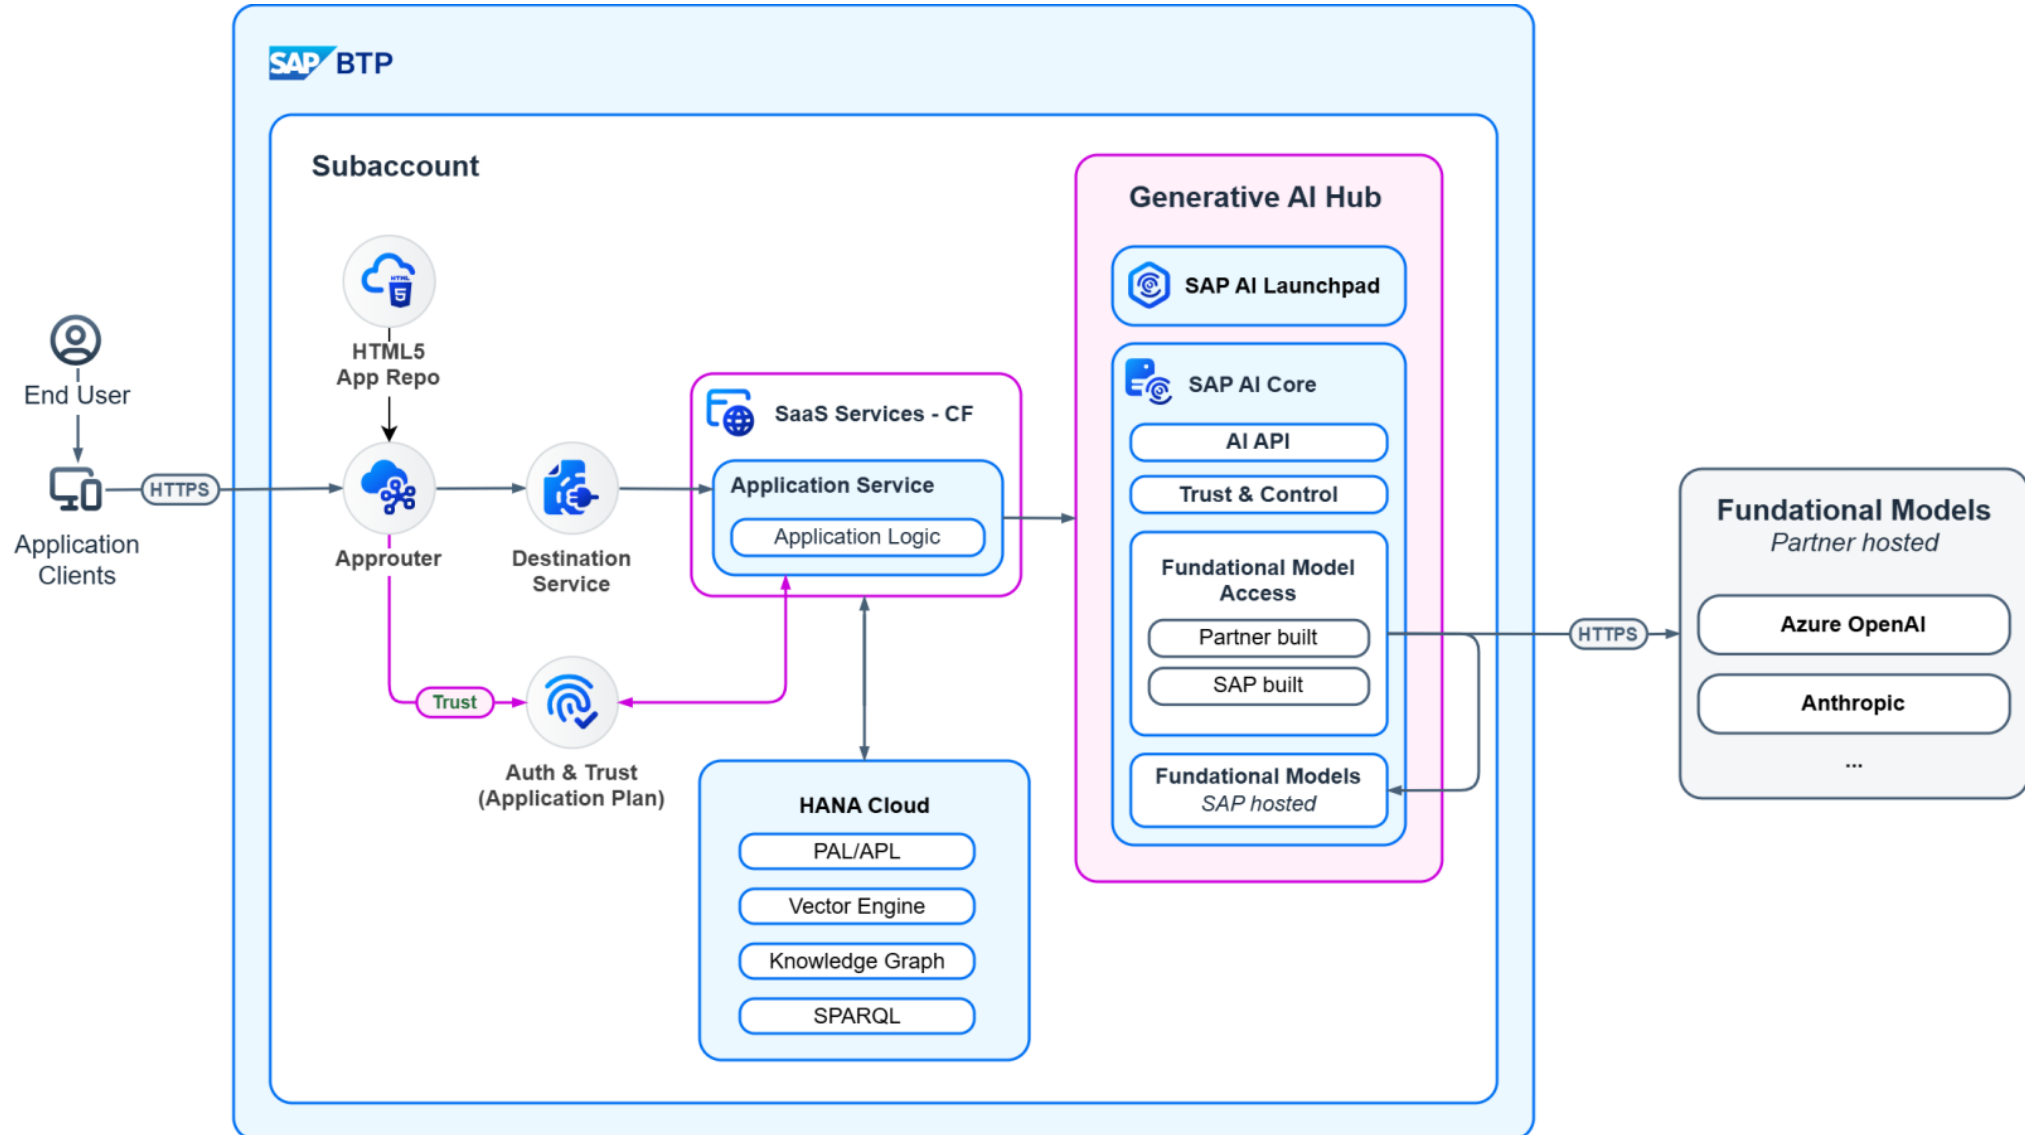 SAP BTP
Subaccount
HTML5
App Repo
End User
Application
Clients
HTTPS
Approuter
Destination
Service
Trust
Auth & Trust
(Application Plan)
SaaS Services - CF
Application Service
Application Logic
HANA Cloud
PAL/APL
Vector Engine
Knowledge Graph
SPARQL
Generative AI Hub
SAP AI Launchpad
SAP AI Core
AI API
Trust & Control
Fundational Model
Access
Partner built
SAP built
Fundational Models
SAP hosted
HTTPS
Fundational Models
Partner hosted
Azure OpenAI
Anthropic
...
HTML
5